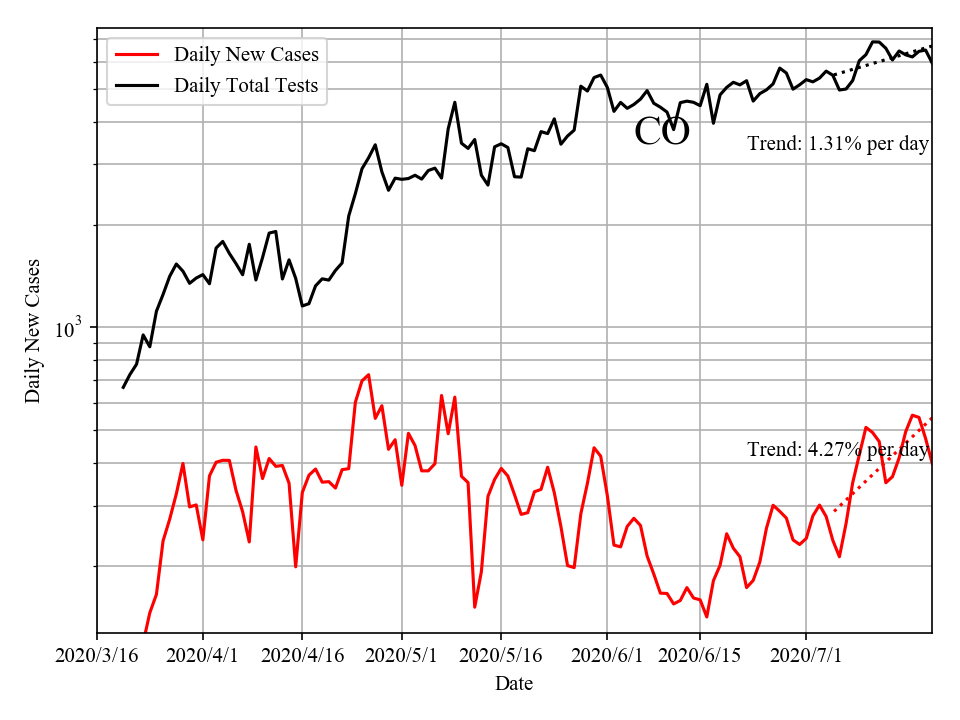 Daily New Cases
Daily Total Tests
CO
Trend: 1.31% per day
Daily New Cases
10³
Trend: 4.27% per day
2020/3/16 2020/4/1 2020/4/16 2020/5/1 2020/5/16 2020/6/1 2020/6/15 2020/7/1
Date